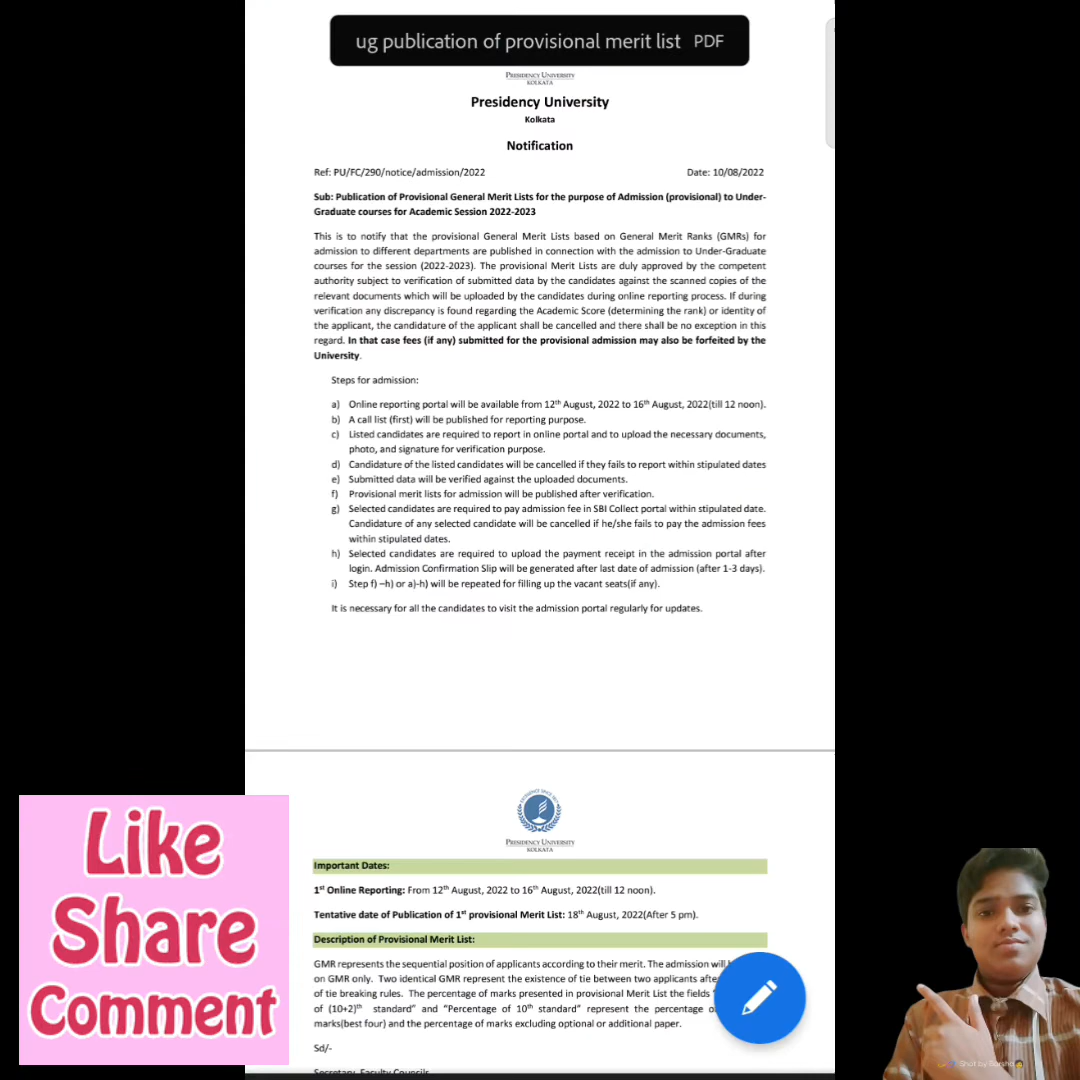 ug publication of provisional merit list PDF
PRESIDENCY UNIVERSITY
KOLKATA
Presidency University
Kolkata
Notification
Ref: PU/FC/290/notice/admission/2022 Date: 10/08/2022
Sub: Publication of Provisional General Merit Lists for the purpose of Admission (provisional) to Under-
Graduate courses for Academic Session 2022-2023
This is to notify that the provisional General Merit Lists based on General Merit Ranks (GMRs) for
admission to different departments are published in connection with the admission to Under-Graduate
courses for the session (2022-2023). The provisional Merit Lists are duly approved by the competent
authority subject to verification of submitted data by the candidates against the scanned copies of the
relevant documents which will be uploaded by the candidates during online reporting process. If during
verification any discrepancy is found regarding the Academic Score (determining the rank) or identity of
the applicant, the candidature of the applicant shall be cancelled and there shall be no exception in this
regard. In that case fees (if any) submitted for the provisional admission may also be forfeited by the
University.
Steps for admission:
a) Online reporting portal will be available from 12th August, 2022 to 16th August, 2022(till 12 noon).
b) A call list (first) will be published for reporting purpose.
c) Listed candidates are required to report in online portal and to upload the necessary documents,
photo, and signature for verification purpose.
d) Candidature of the listed candidates will be cancelled if they fails to report within stipulated dates
e) Submitted data will be verified against the uploaded documents.
f) Provisional merit lists for admission will be published after verification.
g) Selected candidates are required to pay admission fee in SBI Collect portal within stipulated date.
Candidature of any selected candidate will be cancelled if he/she fails to pay the admission fees
within stipulated dates.
h) Selected candidates are required to upload the payment receipt in the admission portal after
login. Admission Confirmation Slip will be generated after last date of admission (after 1-3 days).
i) Step f) –h) or a)-h) will be repeated for filling up the vacant seats(if any).
It is necessary for all the candidates to visit the admission portal regularly for updates.
PRESIDENCY UNIVERSITY
KOLKATA
Important Dates:
1st Online Reporting: From 12th August, 2022 to 16th August, 2022(till 12 noon).
Tentative date of Publication of 1st provisional Merit List: 18th August, 2022(After 5 pm).
Description of Provisional Merit List:
GMR represents the sequential position of applicants according to their merit. The admission will
on GMR only. Two identical GMR represent the existence of tie between two applicants
of tie breaking rules. The percentage of marks presented in provisional Merit List the fields
of (10+2)th standard" and "Percentage of 10th standard" represent the percentage
marks(best four) and the percentage of marks excluding optional or additional paper.
Sd/-
Secretary, Faculty Councils
Like
Share
Comment